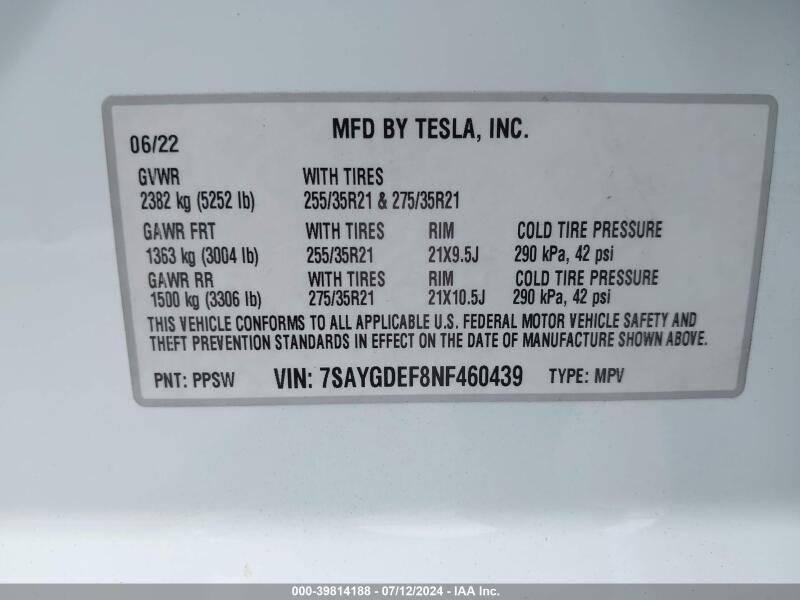 MFD BY TESLA, INC.
06/22
GVWR WITH TIRES
2382 kg (5252 lb) 255/35R21 & 275/35R21
GAWR FRT WITH TIRES RIM COLD TIRE PRESSURE
1363 kg (3004 lb) 255/35R21 21X9.5J 290 kPa, 42 psi
GAWR RR WITH TIRES RIM COLD TIRE PRESSURE
1500 kg (3306 lb) 275/35R21 21X10.5J 290 kPa, 42 psi
THIS VEHICLE CONFORMS TO ALL APPLICABLE U.S. FEDERAL MOTOR VEHICLE SAFETY AND
THEFT PREVENTION STANDARDS IN EFFECT ON THE DATE OF MANUFACTURE SHOWN ABOVE.
PNT: PPSW VIN: 7SAYGDEF8NF460439 TYPE: MPV
000-39814188 - 07/12/2024 - IAA Inc.